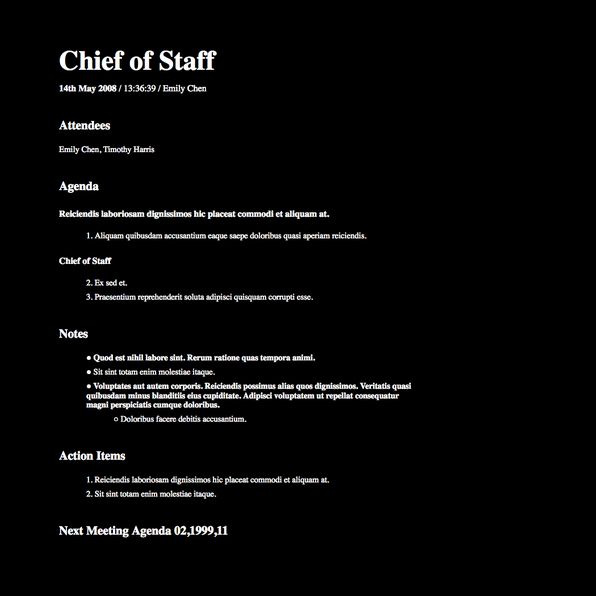 Chief of Staff
14th May 2008 / 13:36:39 / Emily Chen
Attendees
Emily Chen, Timothy Harris
Agenda
Reiciendis laboriosam dignissimos hic placeat commodi et aliquam at.
1. Aliquam quibusdam accusantium eaque saepe doloribus quasi aperiam reiciendis.
Chief of Staff
2. Ex sed et.
3. Praesentium reprehenderit soluta adipisci quisquam corrupti esse.
Notes
● Quod est nihil labore sint. Rerum ratione quas tempora animi.
● Sit sint totam enim molestiae itaque.
● Voluptates aut autem corporis. Reiciendis possimus alias quos dignissimos. Veritatis quasi
quibusdam minus blanditiis eius cupiditate. Adipisci voluptatem ut repellat consequatur
magni perspiciatis cumque doloribus.
○ Doloribus facere debitis accusantium.
Action Items
1. Reiciendis laboriosam dignissimos hic placeat commodi et aliquam at.
2. Sit sint totam enim molestiae itaque.
Next Meeting Agenda 02,1999,11